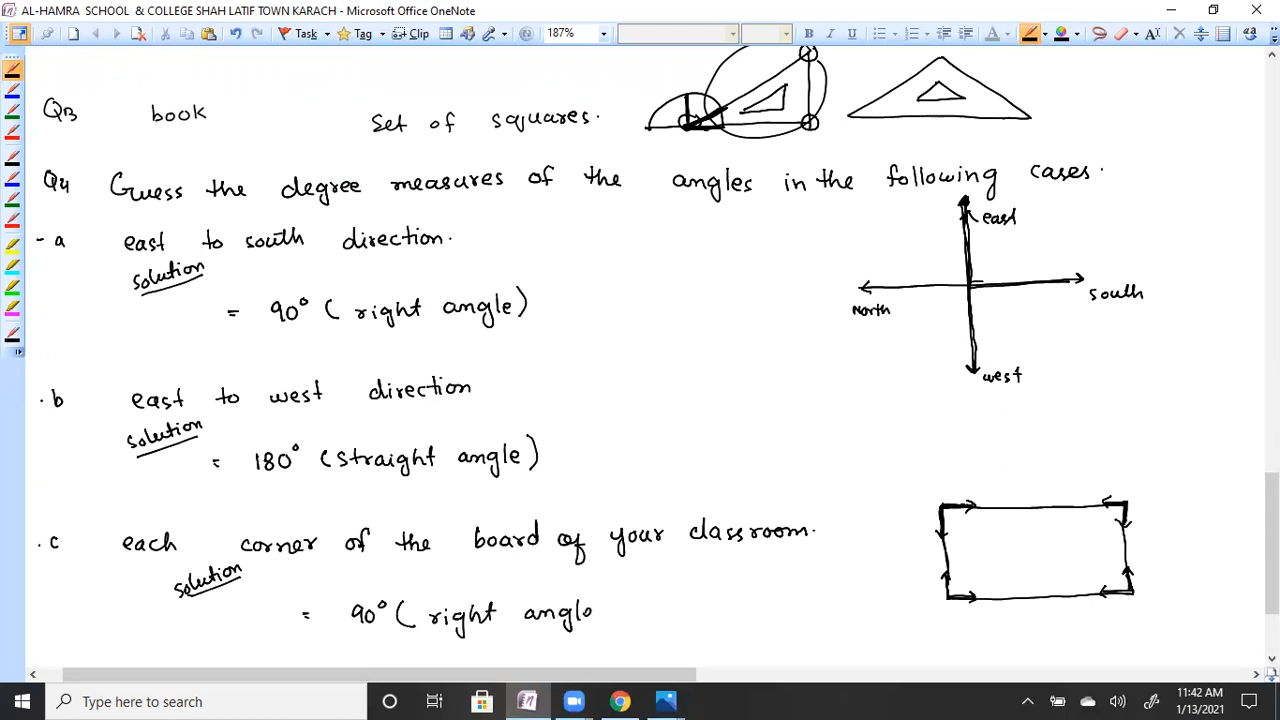 AL-HAMRA SCHOOL & COLLEGE SHAH LATIF TOWN KARACH - Microsoft Office OneNote
Task Tag Clip 187% B I U
Q3 book set of squares.
Q4 Guess the degree measures of the angles in the following cases.
east
-a east to south direction.
solution
= 90° ( right angle )
south
North
west
.b east to west direction
solution
= 180° (straight angle )
.c each corner of the board of your classroom.
solution
= 90° ( right angle
Type here to search
11:42 AM
1/13/2021